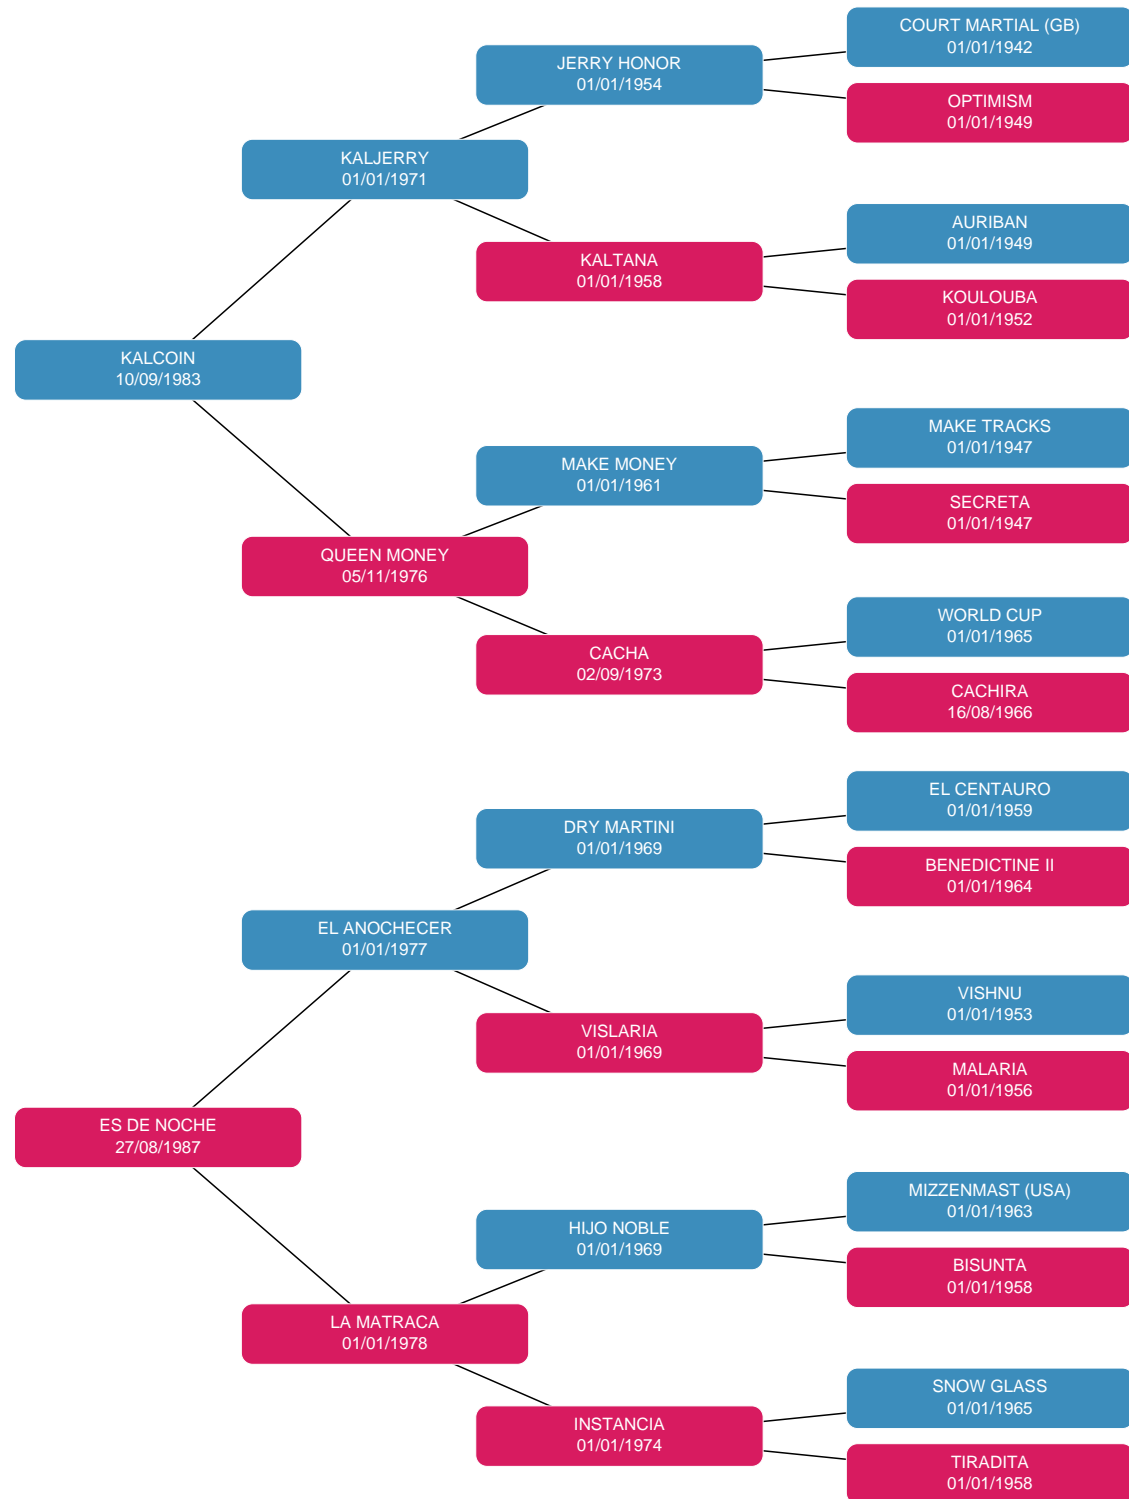 COURT MARTIAL (GB)
01/01/1942
JERRY HONOR
01/01/1954
OPTIMISM
01/01/1949
KALJERRY
01/01/1971
AURIBAN
01/01/1949
KALTANA
01/01/1958
KOULOUBA
01/01/1952
KALCOIN
10/09/1983
MAKE TRACKS
01/01/1947
MAKE MONEY
01/01/1961
SECRETA
01/01/1947
QUEEN MONEY
05/11/1976
WORLD CUP
01/01/1965
CACHA
02/09/1973
CACHIRA
16/08/1966
EL CENTAURO
01/01/1959
DRY MARTINI
01/01/1969
BENEDICTINE II
01/01/1964
EL ANOCHECER
01/01/1977
VISHNU
01/01/1953
VISLARIA
01/01/1969
MALARIA
01/01/1956
ES DE NOCHE
27/08/1987
MIZZENMAST (USA)
01/01/1963
HIJO NOBLE
01/01/1969
BISUNTA
01/01/1958
LA MATRACA
01/01/1978
SNOW GLASS
01/01/1965
INSTANCIA
01/01/1974
TIRADITA
01/01/1958